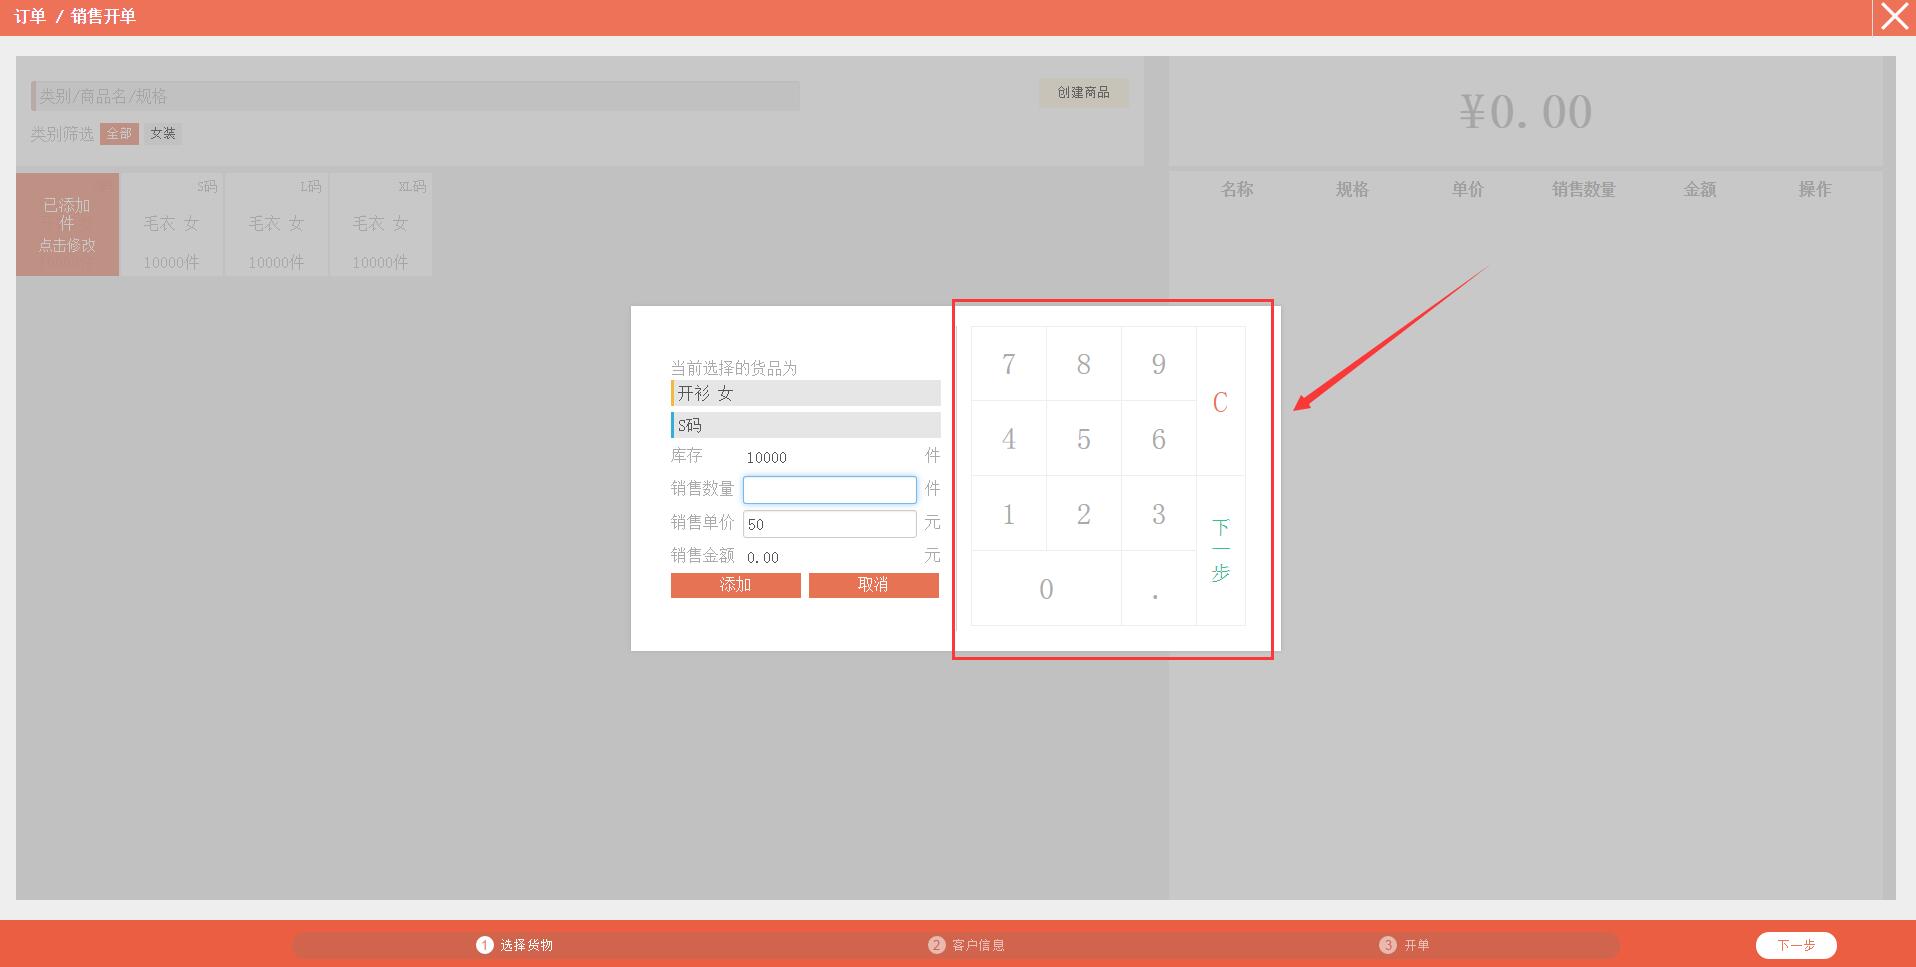 订单 / 销售开单
类别/商品名/规格
创建商品
类别筛选 全部 女装
¥0.00
已添加
件
点击修改
S码
毛衣 女
10000件
L码
毛衣 女
10000件
XL码
毛衣 女
10000件
名称 规格 单价 销售数量 金额 操作
当前选择的货品为
开衫 女
S码
库存 10000 件
销售数量 件
销售单价 50 元
销售金额 0.00 元
添加 取消
7 8 9
C
4 5 6
1 2 3
下一步
0 .
1 选择货物
2 客户信息
3 开单
下一步